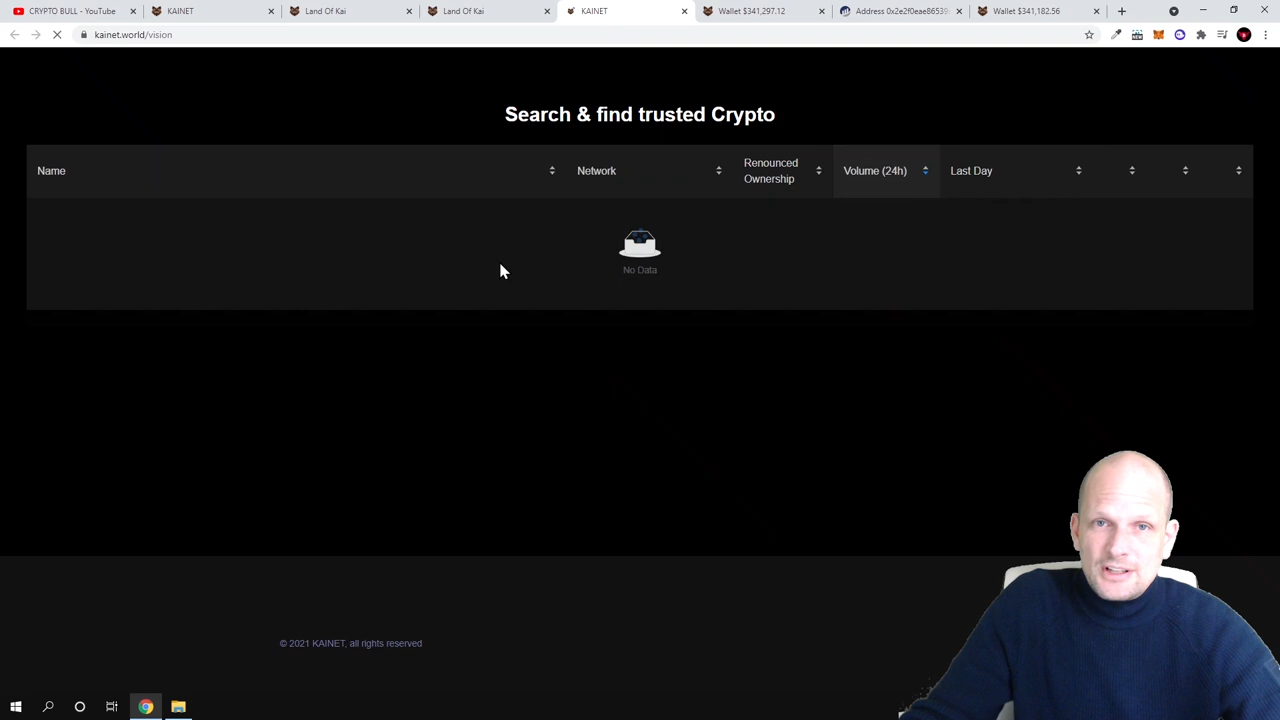 CRYPTO BULL - YouTube
KAINET
Land Of Kai
Land Of Kai
KAINET
Wallet $341,297.12
Address 0x2e2f0eae86539
Wallet $341,182.56
kainet.world/vision
Search & find trusted Crypto
Name
Network
Renounced
Ownership
Volume (24h)
Last Day
No Data
© 2021 KAINET, all rights reserved